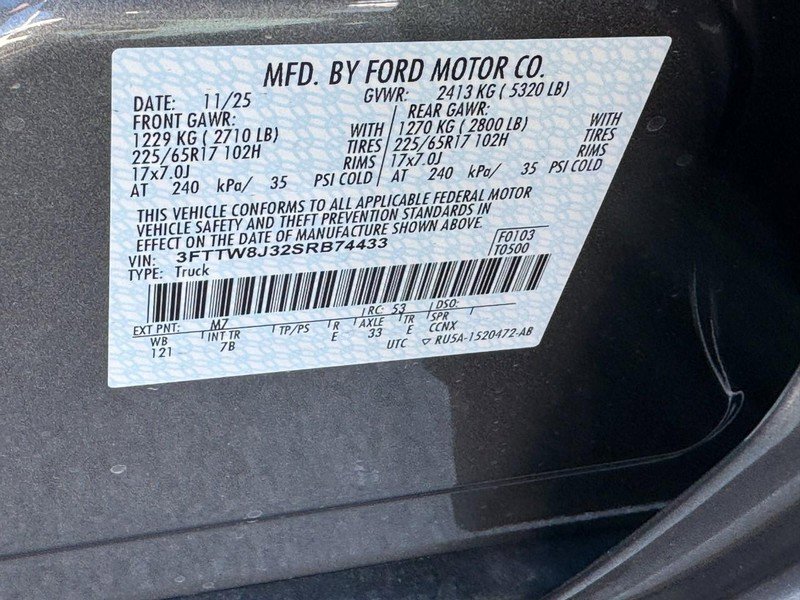 MFD. BY FORD MOTOR CO.
DATE: 11/25 GVWR: 2413 KG ( 5320 LB)
FRONT GAWR: REAR GAWR:
1229 KG ( 2710 LB) WITH 1270 KG ( 2800 LB) WITH
225/65R17 102H TIRES 225/65R17 102H TIRES
17x7.0J RIMS 17x7.0J RIMS
AT 240 kPa/ 35 PSI COLD AT 240 kPa/ 35 PSI COLD
THIS VEHICLE CONFORMS TO ALL APPLICABLE FEDERAL MOTOR
VEHICLE SAFETY AND THEFT PREVENTION STANDARDS IN
EFFECT ON THE DATE OF MANUFACTURE SHOWN ABOVE.
VIN: 3FTTW8J32SRB74433 F0103
TYPE: Truck T0500
EXT PNT: M7 RC: 53 DSO:
WB INT TR TP/PS R AXLE TR SPR
121 7B E 33 E CCNX
UTC ▽ RU5A-1520472-AB